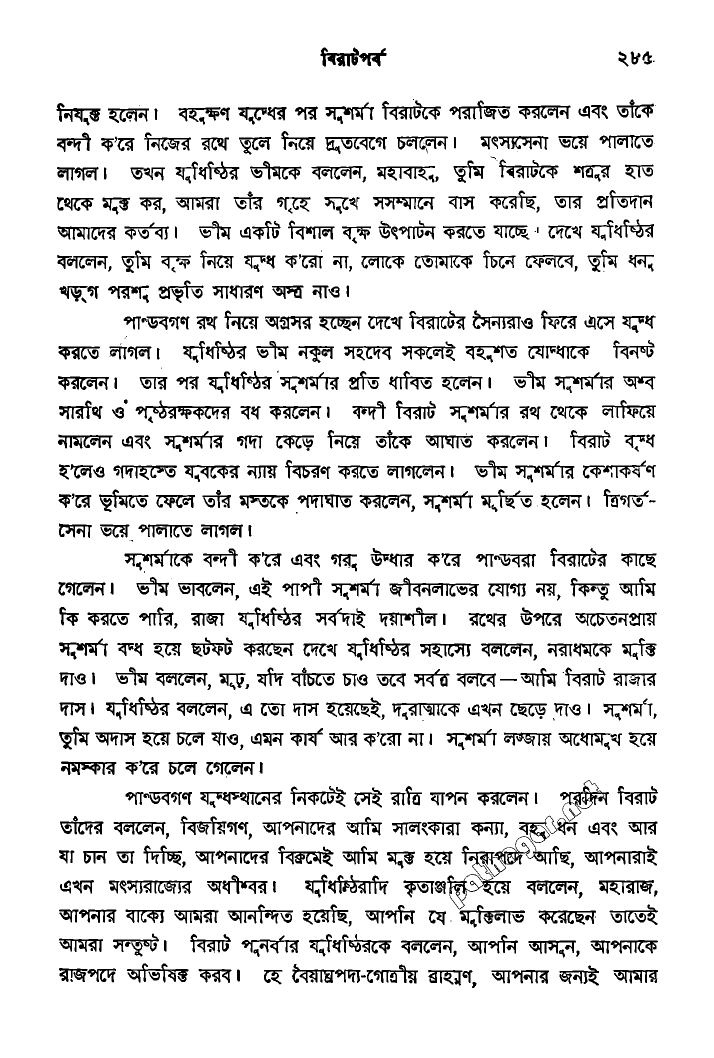 বিরাটপর্ব ২৮৫
নিযুক্ত হলেন। বহুক্ষণ যুদ্ধের পর সুশর্মা বিরাটকে পরাজিত করলেন এবং তাঁকে
বন্দী ক'রে নিজের রথে তুলে নিয়ে দ্রুতবেগে চললেন। মৎস্যসেনা ভয়ে পালাতে
লাগল। তখন যুধিষ্ঠির ভীমকে বললেন, মহাবাহু, তুমি বিরাটকে শত্রুর হাত
থেকে মুক্ত কর, আমরা তাঁর গৃহে সুখে সসম্মানে বাস করেছি, তার প্রতিদান
আমাদের কর্তব্য। ভীম একটি বিশাল বৃক্ষ উৎপাটন করতে যাচ্ছে দেখে যুধিষ্ঠির
বললেন, তুমি বৃক্ষ নিয়ে যুদ্ধ ক'রো না, লোকে তোমাকে চিনে ফেলবে, তুমি ধনু
খড়্গ পরশু প্রভৃতি সাধারণ অস্ত্র নাও।
পাণ্ডবগণ রথ নিয়ে অগ্রসর হচ্ছেন দেখে বিরাটের সৈন্যরাও ফিরে এসে যুদ্ধ
করতে লাগল। যুধিষ্ঠির ভীম নকুল সহদেব সকলেই বহুশত যোদ্ধাকে বিনষ্ট
করলেন। তার পর যুধিষ্ঠির সুশর্মার প্রতি ধাবিত হলেন। ভীম সুশর্মার অশ্ব
সারথি ও পৃষ্ঠরক্ষকদের বধ করলেন। বন্দী বিরাট সুশর্মার রথ থেকে লাফিয়ে
নামলেন এবং সুশর্মার গদা কেড়ে নিয়ে তাঁকে আঘাত করলেন। বিরাট বৃদ্ধ
হ'লেও গদাহস্তে যুবকের ন্যায় বিচরণ করতে লাগলেন। ভীম সুশর্মার কেশাকর্ষণ
ক'রে ভূমিতে ফেলে তাঁর মস্তকে পদাঘাত করলেন, সুশর্মা মূর্ছিত হলেন। ত্রিগর্ত-
সেনা ভয়ে পালাতে লাগল।
সুশর্মাকে বন্দী ক'রে এবং গরু উদ্ধার ক'রে পাণ্ডবরা বিরাটের কাছে
গেলেন। ভীম ভাবলেন, এই পাপী সুশর্মা জীবনলাভের যোগ্য নয়, কিন্তু আমি
কি করতে পারি, রাজা যুধিষ্ঠির সর্বদাই দয়াশীল। রথের উপরে অচেতনপ্রায়
সুশর্মা বদ্ধ হয়ে ছটফট করছেন দেখে যুধিষ্ঠির সহাস্যে বললেন, নরাধমকে মুক্তি
দাও। ভীম বললেন, মূঢ়, যদি বাঁচতে চাও তবে সর্বত্র বলবে—আমি বিরাট রাজার
দাস। যুধিষ্ঠির বললেন, এ তো দাস হয়েছেই, দুরাত্মাকে এখন ছেড়ে দাও। সুশর্মা,
তুমি অদাস হয়ে চলে যাও, এমন কার্য আর ক'রো না। সুশর্মা লজ্জায় অধোমুখ হয়ে
নমস্কার ক'রে চলে গেলেন।
পাণ্ডবগণ যুদ্ধস্থানের নিকটেই সেই রাত্রি যাপন করলেন। পরদিন বিরাট
তাঁদের বললেন, বিজয়িগণ, আপনাদের আমি সালংকারা কন্যা, বহু ধন এবং আর
যা চান তা দিচ্ছি, আপনাদের বিক্রমেই আমি মুক্ত হয়ে নিরাপদে আছি, আপনারাই
এখন মৎস্যরাজ্যের অধীশ্বর। যুধিষ্ঠিরাদি কৃতাঞ্জলি হয়ে বললেন, মহারাজ,
আপনার বাক্যে আমরা আনন্দিত হয়েছি, আপনি যে মুক্তিলাভ করেছেন তাতেই
আমরা সন্তুষ্ট। বিরাট পুনর্বার যুধিষ্ঠিরকে বললেন, আপনি আসুন, আপনাকে
রাজপদে অভিষিক্ত করব। হে বৈয়াঘ্রপদ্য-গোত্রীয় ব্রাহ্মণ, আপনার জন্যই আমার
pathagar.net